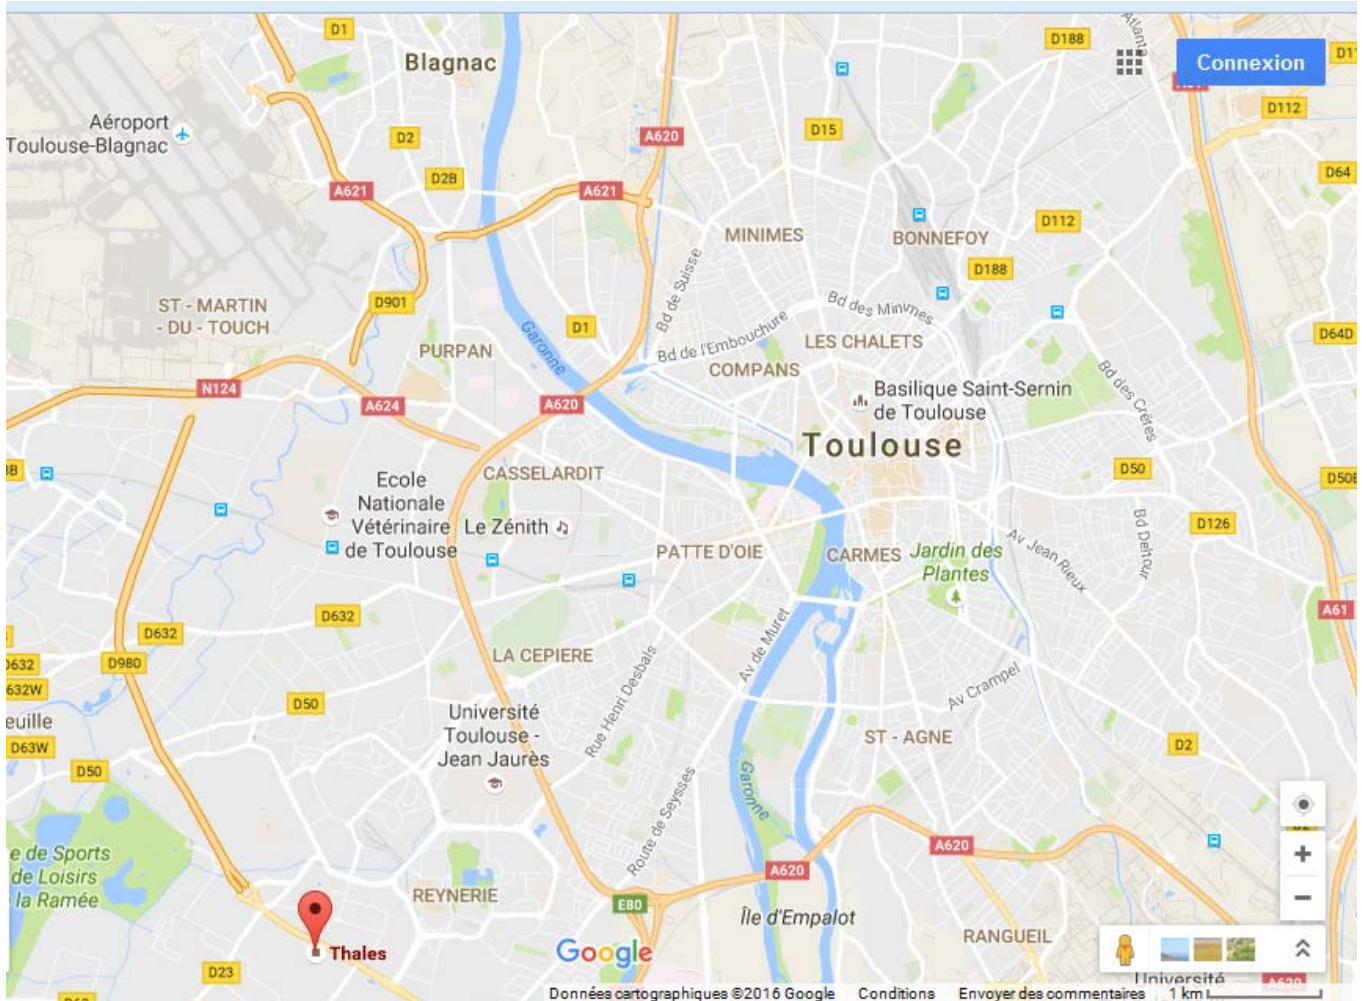 D1
Blagnac
D188
Connexion
D11
Atlanta
Aéroport
Toulouse-Blagnac
D2
A620
D15
D112
D2B
A621
A621
D64
MINIMES
BONNEFOY
D112
D188
ST - MARTIN
- DU - TOUCH
D901
D1
Bd de Suisse
Bd des Minimes
Garonne
Bd de l'Embouchure
LES CHALETS
D64D
PURPAN
COMPANS
N124
A624
A620
Basilique Saint-Sernin
de Toulouse
Bd des Crêtes
Toulouse
CASSELARDIT
D50
D50E
Ecole
Nationale
Vétérinaire
de Toulouse
Le Zénith
D126
Bd Deltour
PATTE D'OIE
CARMES
Jardin des
Plantes
Av Jean Rieux
A61
D632
D632
D632
D980
632W
LA CEPIERE
Rue Henri Desbals
Av de Muret
Av Crampel
D50
euille
D63W
Université
Toulouse -
Jean Jaurès
ST - AGNE
D2
D50
Garonne
Route de Seysses
A620
A620
e de Sports
de Loisirs
la Ramée
REYNERIE
E80
Île d'Empalot
+
−
Thales
Google
RANGUEIL
D23
Université
A620
Données cartographiques ©2016 Google Conditions Envoyer des commentaires 1 km